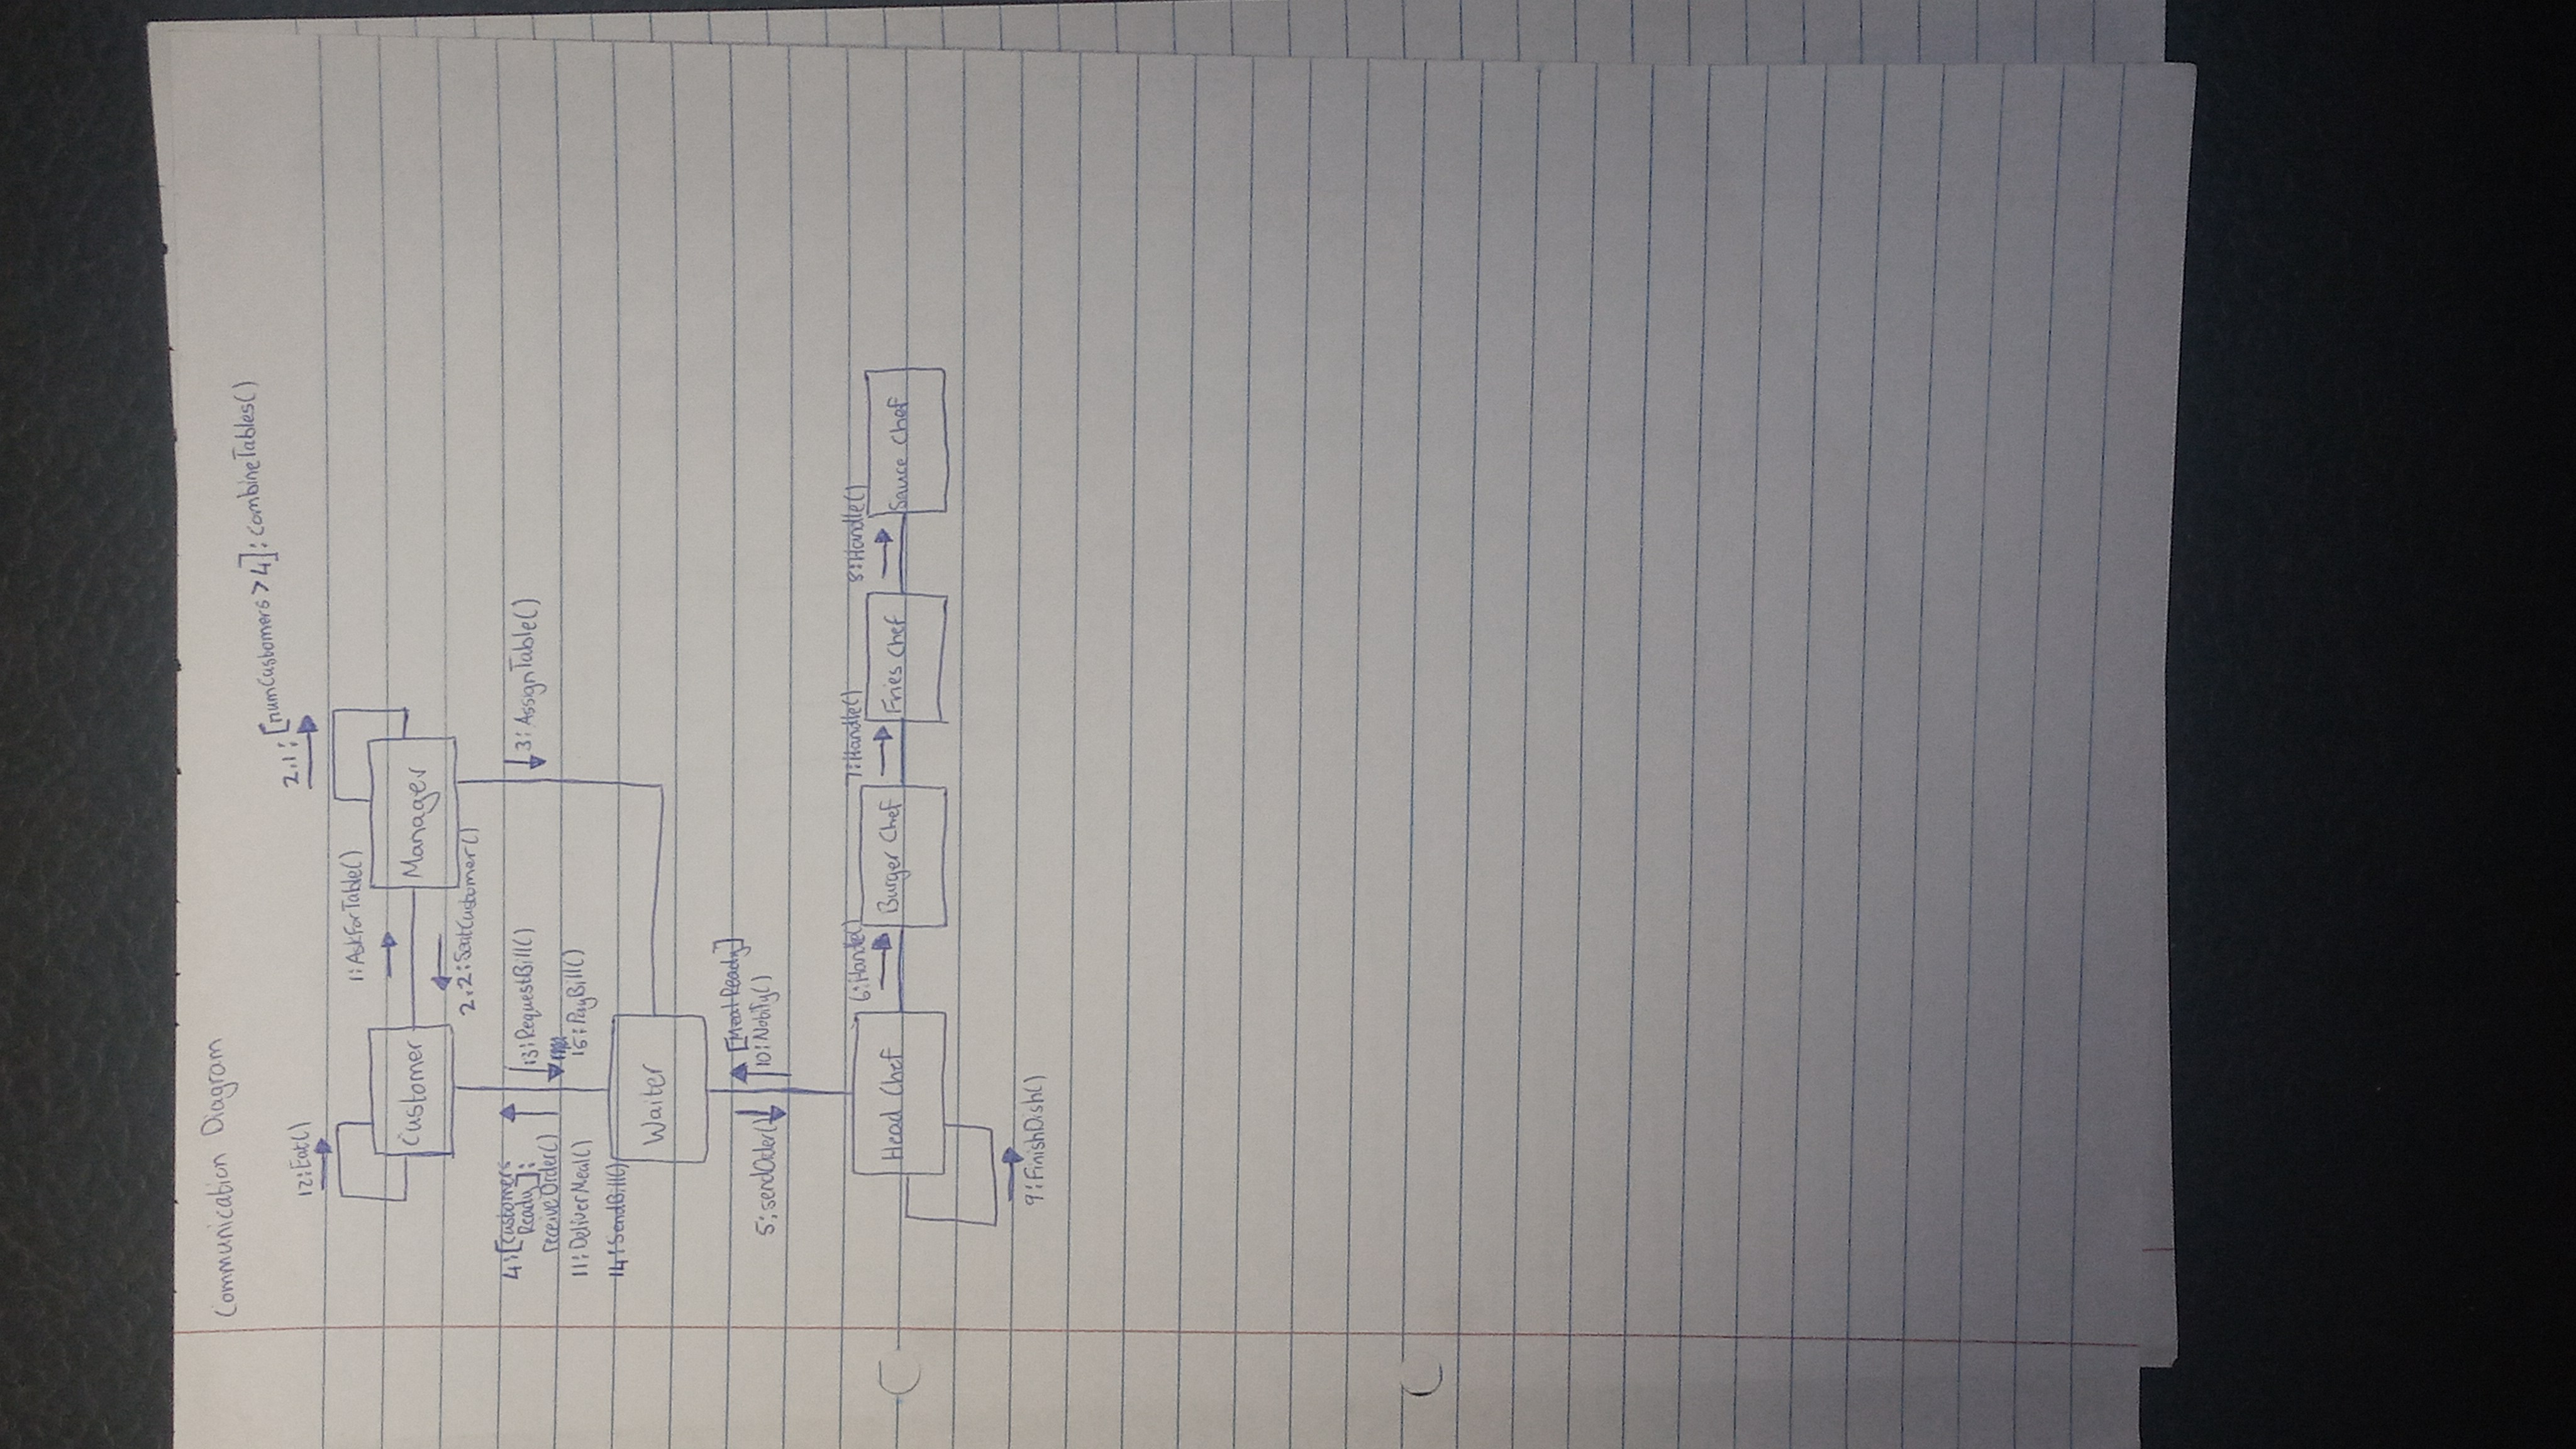 Communication Diagram
2.1: [numCustomers > 4]: combineTables()
12: Eat()
1: AskForTable()
Customer
Manager
2.2: SeatCustomer()
4: [Customers
Ready]:
receiveOrder()
11: DeliverMeal()
14: SendBill()
13: RequestBill()
15: PayBill()
3: AssignTable()
Waiter
5: sendOrder()
[Meal Ready]
10: Notify()
6: Handle()
7: Handle()
8: Handle()
Head Chef
Burger Chef
Fries Chef
Sauce Chef
9: FinishDish()